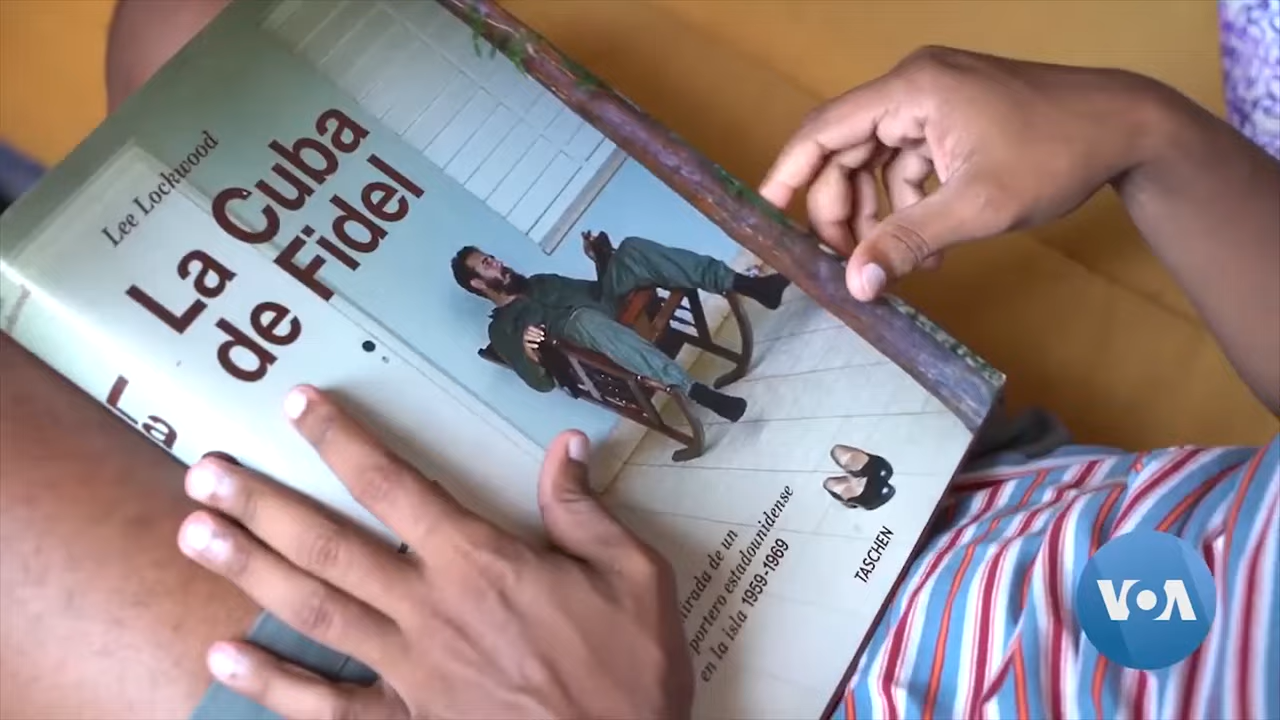 Lee Lockwood
La Cuba
de Fidel
La
irada de un
portero estadounidense
en la isla 1959-1969
TASCHEN
VOA